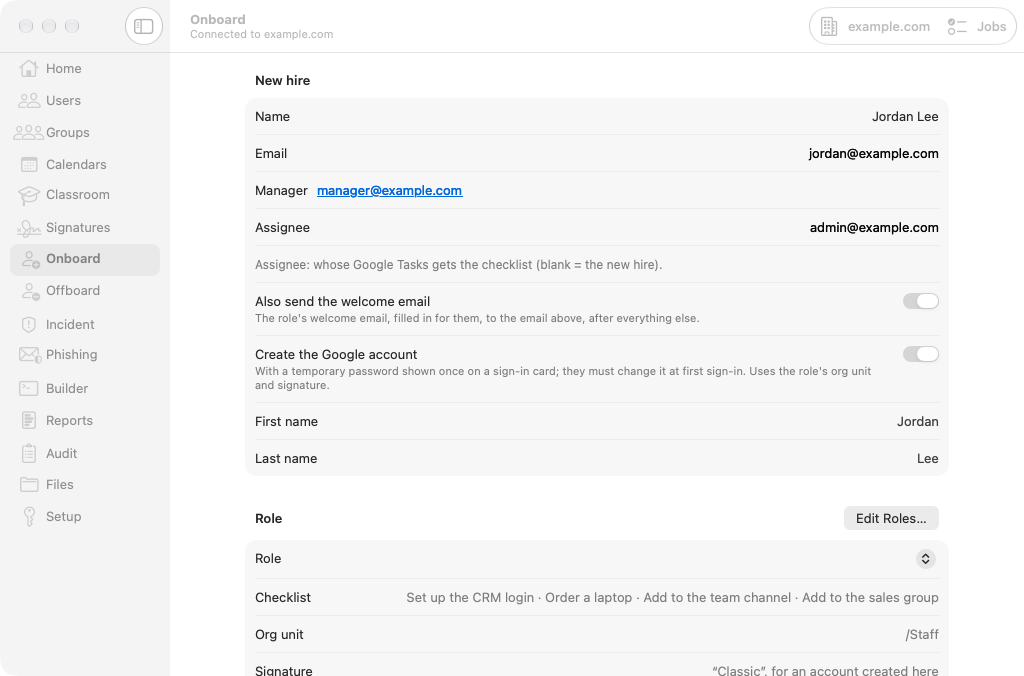 Onboard
Connected to example.com
example.com
Jobs
Home
Users
Groups
Calendars
Classroom
Signatures
Onboard
Offboard
Incident
Phishing
Builder
Reports
Audit
Files
Setup
New hire
Name Jordan Lee
Email jordan@example.com
Manager manager@example.com
Assignee admin@example.com
Assignee: whose Google Tasks gets the checklist (blank = the new hire).
Also send the welcome email
The role's welcome email, filled in for them, to the email above, after everything else.
Create the Google account
With a temporary password shown once on a sign-in card; they must change it at first sign-in. Uses the role's org unit
and signature.
First name Jordan
Last name Lee
Role Edit Roles…
Role
Checklist Set up the CRM login · Order a laptop · Add to the team channel · Add to the sales group
Org unit /Staff
Signature “Classic”, for an account created here